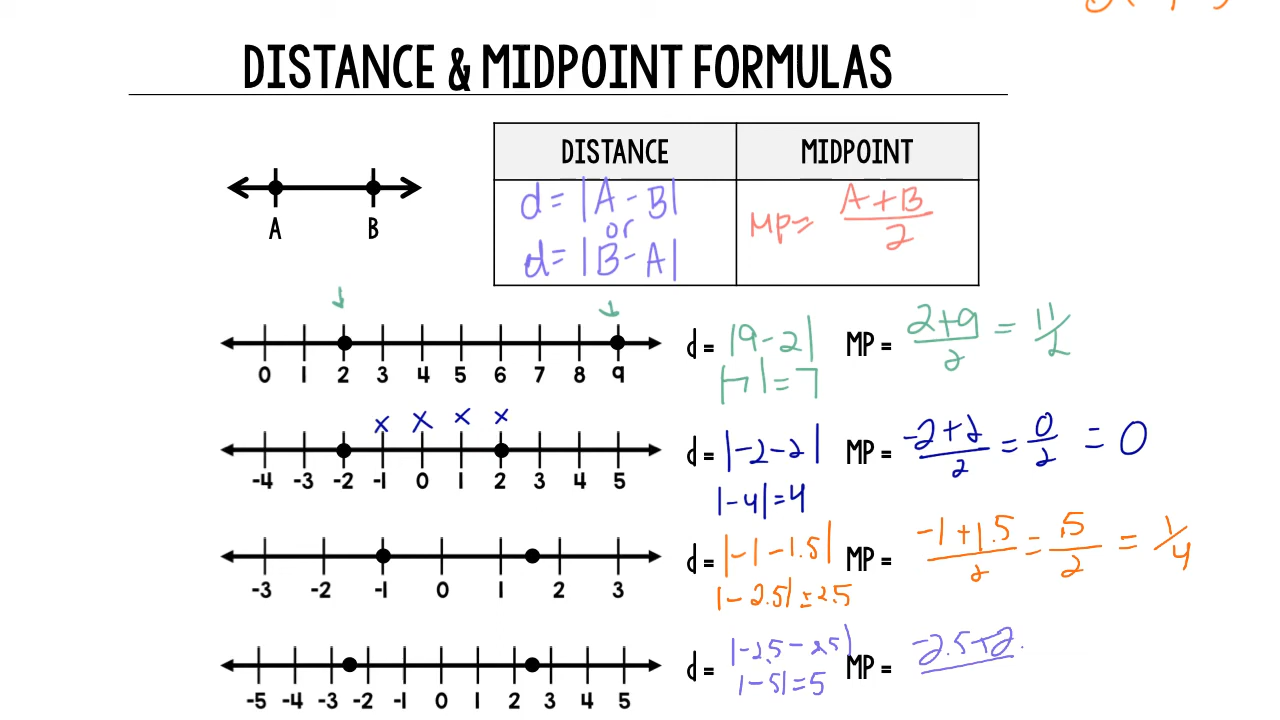 DISTANCE & MIDPOINT FORMULAS
DISTANCE MIDPOINT
d = |A - B|
or
d = |B - A|
MP = A + B / 2
A B
d = |9 - 2| MP = 2 + 9 / 2 = 11/2
|7| = 7
0 1 2 3 4 5 6 7 8 9
x x x x
d = |-2 - 2| MP = -2 + 2 / 2 = 0/2 = 0
|-4| = 4
-4 -3 -2 -1 0 1 2 3 4 5
d = |-1 - 1.5| MP = -1 + 1.5 / 2 = .5/2 = 1/4
|-2.5| = 2.5
-3 -2 -1 0 1 2 3
d = |-2.5 - 2.5| MP = -2.5 + 2.
|-5| = 5
-5 -4 -3 -2 -1 0 1 2 3 4 5